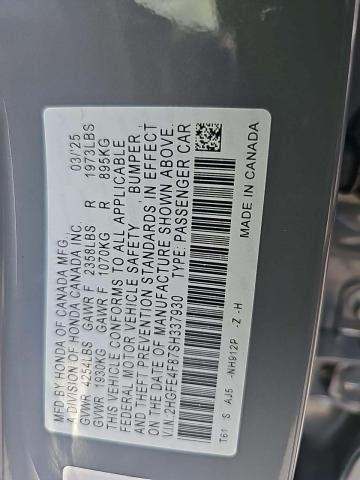 MFD BY HONDA OF CANADA MFG.
A DIVISION OF HONDA CANADA INC. 03/'25
GVWR 4254LBS GAWR F 2358LBS R 1973LBS
GVWR 1930KG GAWR F 1070KG R 895KG
THIS VEHICLE CONFORMS TO ALL APPLICABLE
FEDERAL MOTOR VEHICLE SAFETY, BUMPER,
AND THEFT PREVENTION STANDARDS IN EFFECT
ON THE DATE OF MANUFACTURE SHOWN ABOVE.
VIN:2HGFE4F87SH337930 TYPE:PASSENGER CAR
T61 S AJ5 -NH912P -Z -H
MADE IN CANADA